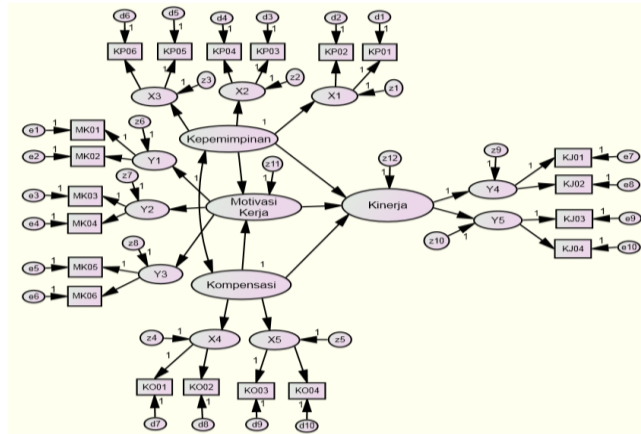 d6 d5 d4 d3 d2 d1
1 1 1 1 1 1
KP06 KP05 KP04 KP03 KP02 KP01
1 1 1
z3 z2 z1
X3 X2 X1
1 1 1
e1 1 MK01 z6 Kepemimpinan 1
e2 1 MK02 1 Y1 1
z7 z11 z12 z9 KJ01 1 e7
e3 1 MK03 1 Y2 1 Motivasi 1 1 Y4 1 KJ02 1 e8
e4 1 MK04 1 Kerja Kinerja 1
z8 z10 1 Y5 1 KJ03 1 e9
e5 1 MK05 1 Y3 1 KJ04 1 e10
e6 1 MK06 Kompensasi 1
z4 1 X4 X5 1 z5
1 1
KO01 KO02 KO03 KO04
1 1 1 1
d7 d8 d9 d10